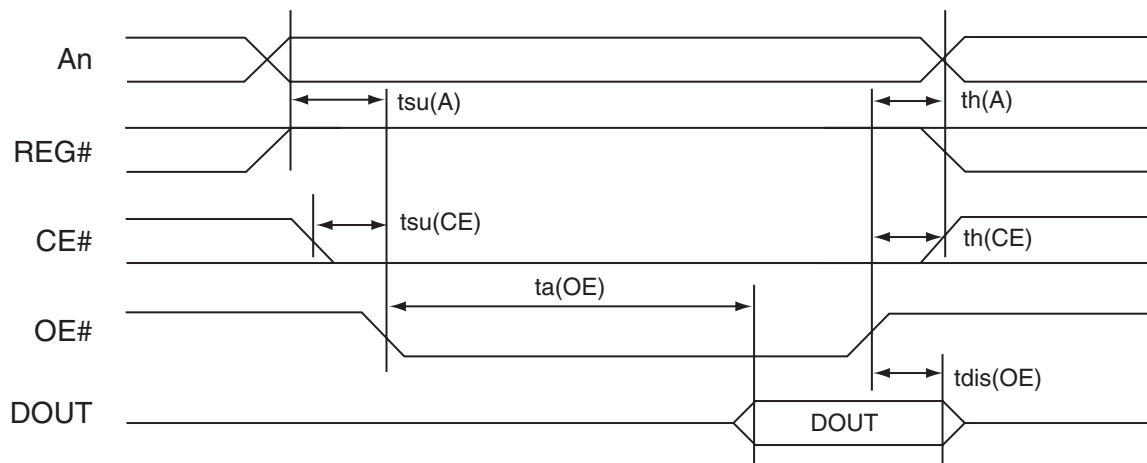 An
tsu(A)
th(A)
REG#
tsu(CE)
CE#
th(CE)
ta(OE)
OE#
tdis(OE)
DOUT
DOUT